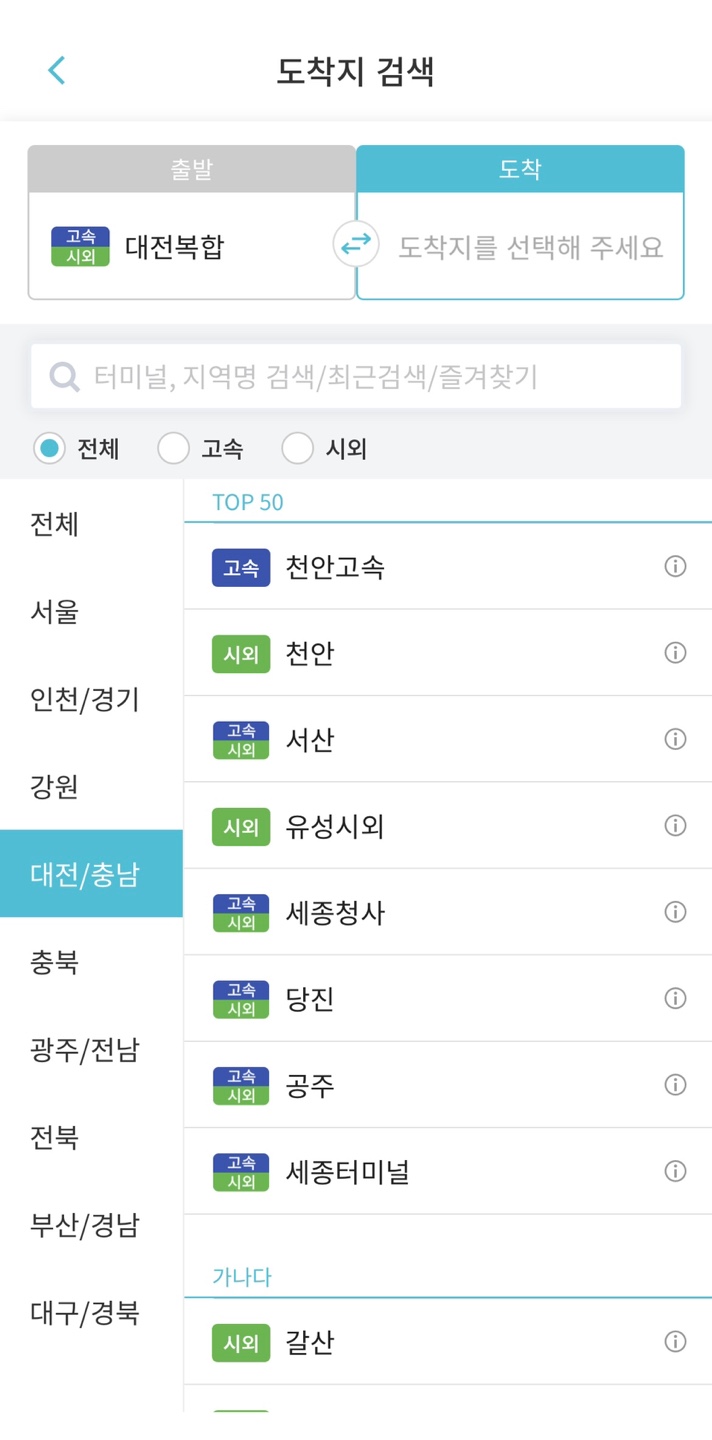 도착지 검색
출발
도착
고속
시외
대전복합
도착지를 선택해 주세요
터미널, 지역명 검색/최근검색/즐겨찾기
전체
고속
시외
전체
서울
인천/경기
강원
대전/충남
충북
광주/전남
전북
부산/경남
대구/경북
TOP 50
고속 천안고속
시외 천안
고속
시외
서산
시외 유성시외
고속
시외
세종청사
고속
시외
당진
고속
시외
공주
고속
시외
세종터미널
가나다
시외 갈산